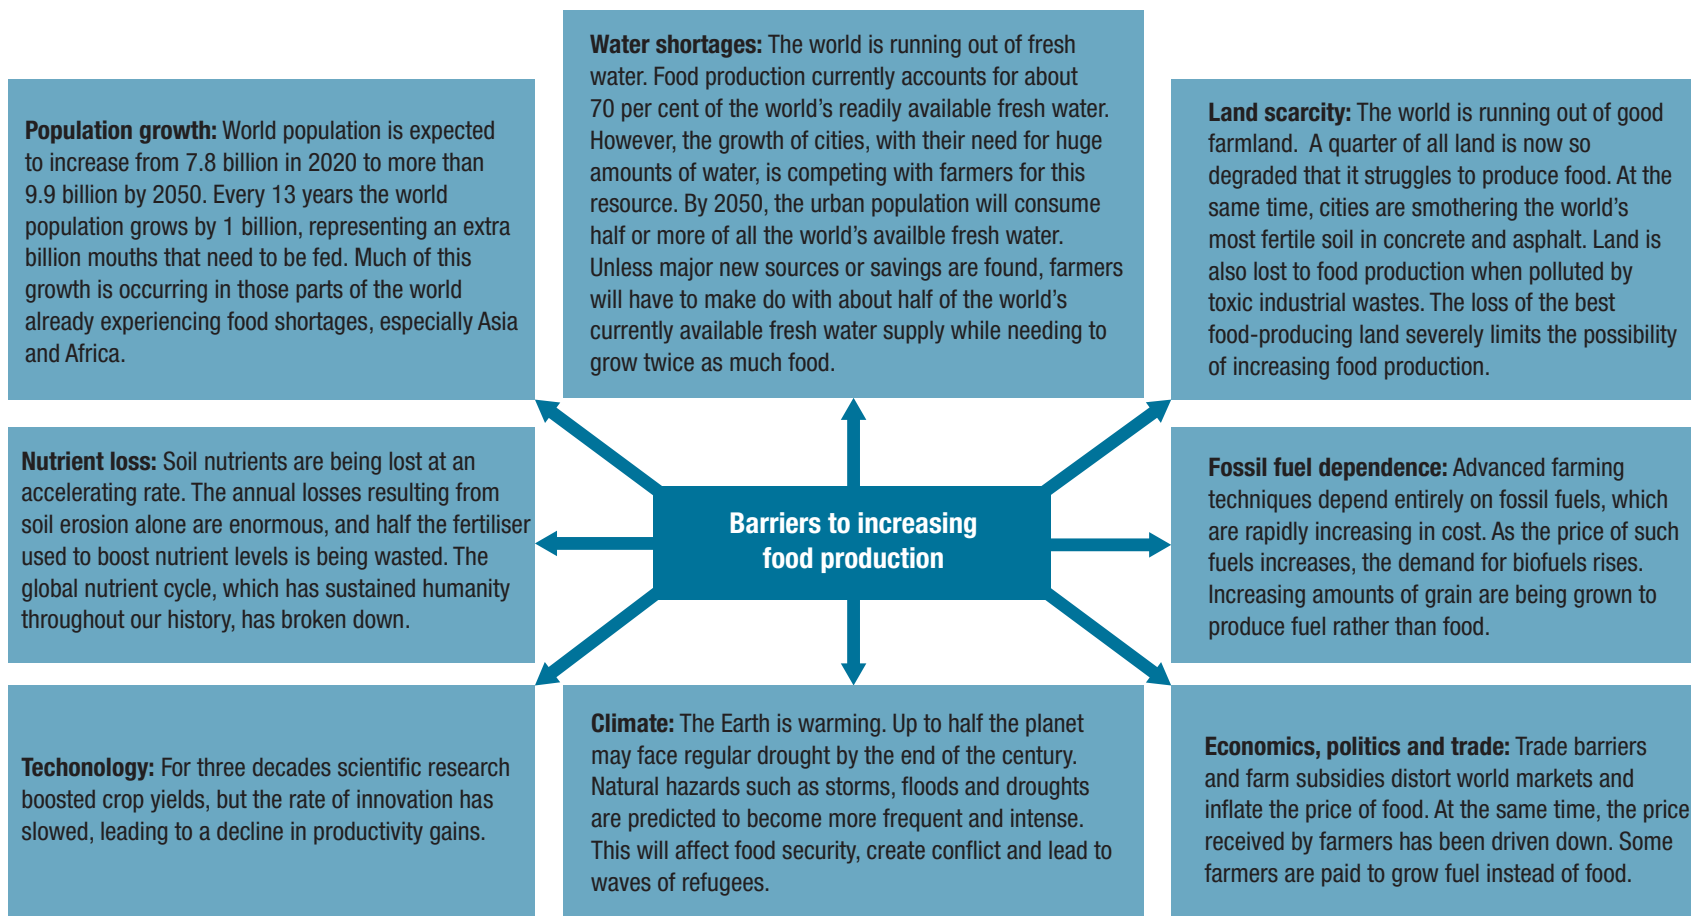 Water shortages: The world is running out of fresh
water. Food production currently accounts for about
70 per cent of the world's readily available fresh water.
However, the growth of cities, with their need for huge
amounts of water, is competing with farmers for this
resource. By 2050, the urban population will consume
half or more of all the world's availble fresh water.
Unless major new sources or savings are found, farmers
will have to make do with about half of the world's
currently available fresh water supply while needing to
grow twice as much food.
Population growth: World population is expected
to increase from 7.8 billion in 2020 to more than
9.9 billion by 2050. Every 13 years the world
population grows by 1 billion, representing an extra
billion mouths that need to be fed. Much of this
growth is occurring in those parts of the world
already experiencing food shortages, especially Asia
and Africa.
Land scarcity: The world is running out of good
farmland. A quarter of all land is now so
degraded that it struggles to produce food. At the
same time, cities are smothering the world's
most fertile soil in concrete and asphalt. Land is
also lost to food production when polluted by
toxic industrial wastes. The loss of the best
food-producing land severely limits the possibility
of increasing food production.
Nutrient loss: Soil nutrients are being lost at an
accelerating rate. The annual losses resulting from
soil erosion alone are enormous, and half the fertiliser
used to boost nutrient levels is being wasted. The
global nutrient cycle, which has sustained humanity
throughout our history, has broken down.
Barriers to increasing
food production
Fossil fuel dependence: Advanced farming
techniques depend entirely on fossil fuels, which
are rapidly increasing in cost. As the price of such
fuels increases, the demand for biofuels rises.
Increasing amounts of grain are being grown to
produce fuel rather than food.
Techonology: For three decades scientific research
boosted crop yields, but the rate of innovation has
slowed, leading to a decline in productivity gains.
Climate: The Earth is warming. Up to half the planet
may face regular drought by the end of the century.
Natural hazards such as storms, floods and droughts
are predicted to become more frequent and intense.
This will affect food security, create conflict and lead to
waves of refugees.
Economics, politics and trade: Trade barriers
and farm subsidies distort world markets and
inflate the price of food. At the same time, the price
received by farmers has been driven down. Some
farmers are paid to grow fuel instead of food.